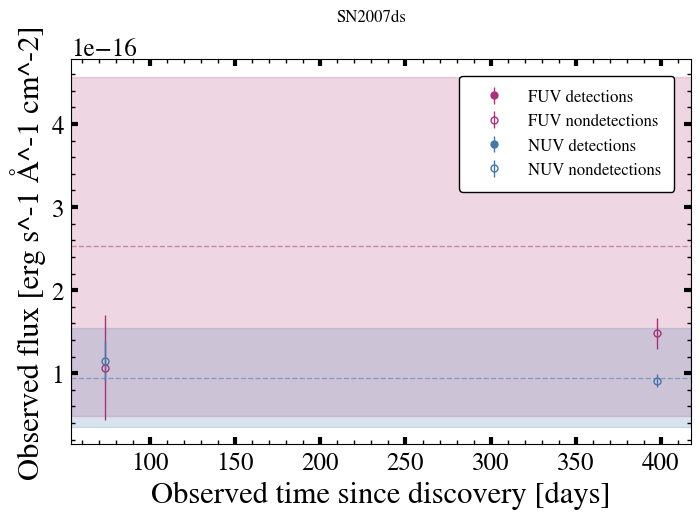 SN2007ds
1e−16
Observed flux [erg s^-1 Å^-1 cm^-2]
4
3
2
1
FUV detections
FUV nondetections
NUV detections
NUV nondetections
100 150 200 250 300 350 400
Observed time since discovery [days]